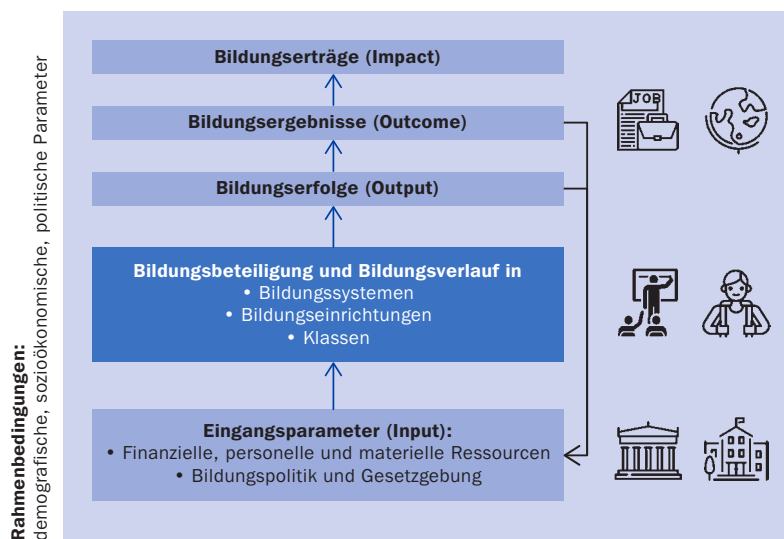 Rahmenbedingungen:
demografische, sozioökonomische, politische Parameter
Bildungserträge (Impact)
Bildungsergebnisse (Outcome)
Bildungserfolge (Output)
Bildungsbeteiligung und Bildungsverlauf in
• Bildungssystemen
• Bildungseinrichtungen
• Klassen
Eingangsparameter (Input):
• Finanzielle, personelle und materielle Ressourcen
• Bildungspolitik und Gesetzgebung
JOB